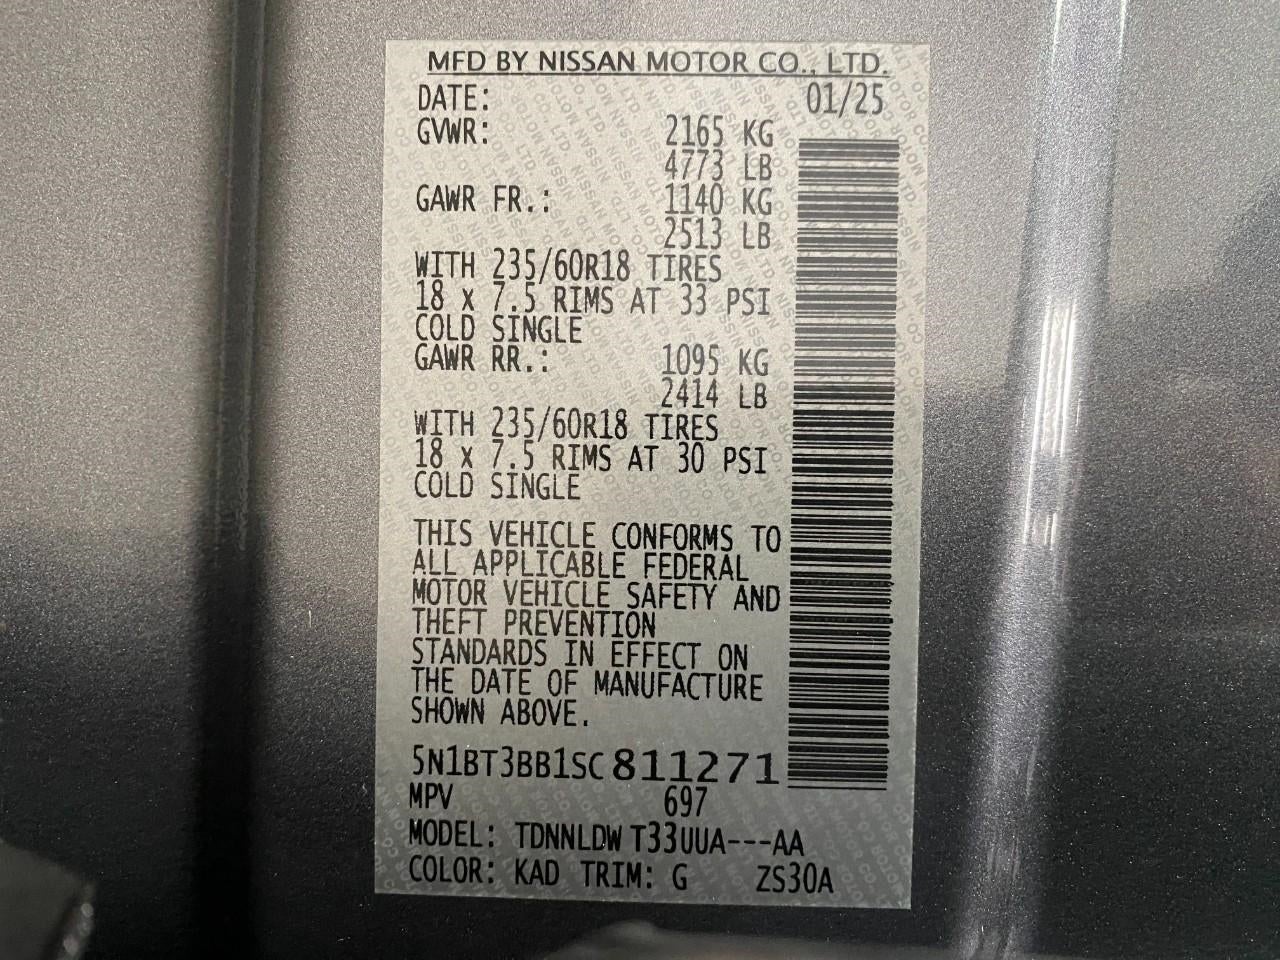 MFD BY NISSAN MOTOR CO., LTD.
DATE: 01/25
GVWR: 2165 KG
4773 LB
GAWR FR.: 1140 KG
2513 LB
WITH 235/60R18 TIRES
18 x 7.5 RIMS AT 33 PSI
COLD SINGLE
GAWR RR.: 1095 KG
2414 LB
WITH 235/60R18 TIRES
18 x 7.5 RIMS AT 30 PSI
COLD SINGLE
THIS VEHICLE CONFORMS TO
ALL APPLICABLE FEDERAL
MOTOR VEHICLE SAFETY AND
THEFT PREVENTION
STANDARDS IN EFFECT ON
THE DATE OF MANUFACTURE
SHOWN ABOVE.
5N1BT3BB1SC811271
MPV 697
MODEL: TDNNLDW T33UUA---AA
COLOR: KAD TRIM: G ZS30A